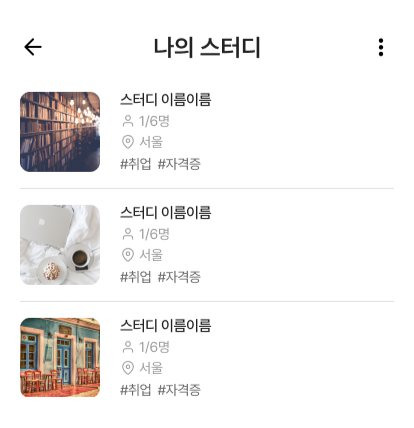 나의 스터디
스터디 이름이름
1/6명
서울
#취업 #자격증
스터디 이름이름
1/6명
서울
#취업 #자격증
스터디 이름이름
1/6명
서울
#취업 #자격증